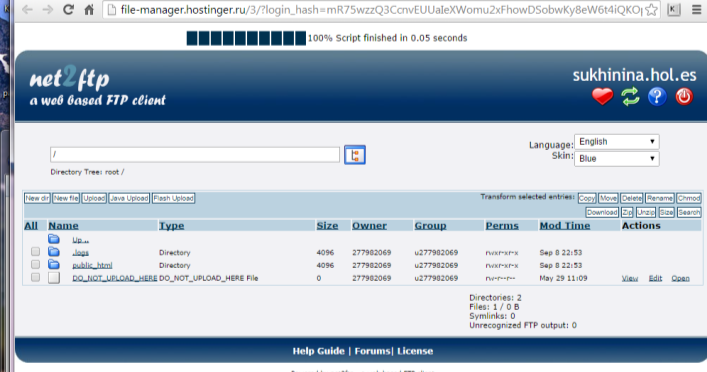 file-manager.hostinger.ru/3/?login_hash=mR75wzzQ3CcnvEUUaleXWomu2xFhowDSobwKy8eW6t4iQKO
100% Script finished in 0.05 seconds
net2ftp
a web based FTP client
sukhinina.hol.es
/
Directory Tree: root /
Language: English
Skin: Blue
New dir New file Upload Java Upload Flash Upload
Transform selected entries: Copy Move Delete Rename Chmod
Download Zip Unzip Size Search
All Name Type Size Owner Group Perms Mod Time Actions
Up...
.logs Directory 4096 277982069 u277982069 rwxr-xr-x Sep 8 22:53
public_html Directory 4096 277982069 u277982069 rwxr-xr-x Sep 8 22:53
DO_NOT_UPLOAD_HERE DO_NOT_UPLOAD_HERE File 0 277982069 u277982069 rw-r--r-- May 29 11:09 View Edit Open
Directories: 2
Files: 1 / 0 B
Symlinks: 0
Unrecognized FTP output: 0
Help Guide | Forums| License